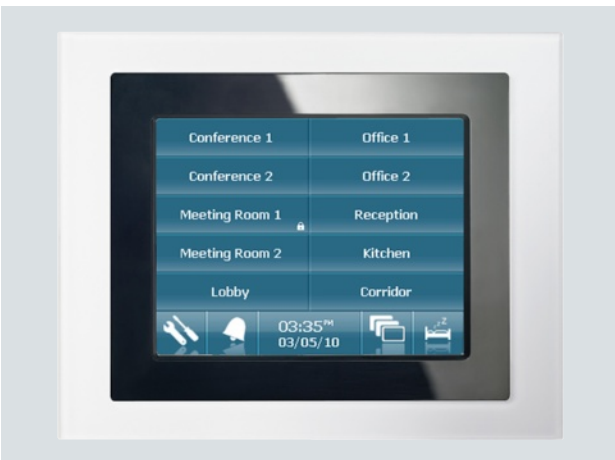 Conference 1
Office 1
Conference 2
Office 2
Meeting Room 1
Reception
Meeting Room 2
Kitchen
Lobby
Corridor
03:35PM
03/05/10
zZ